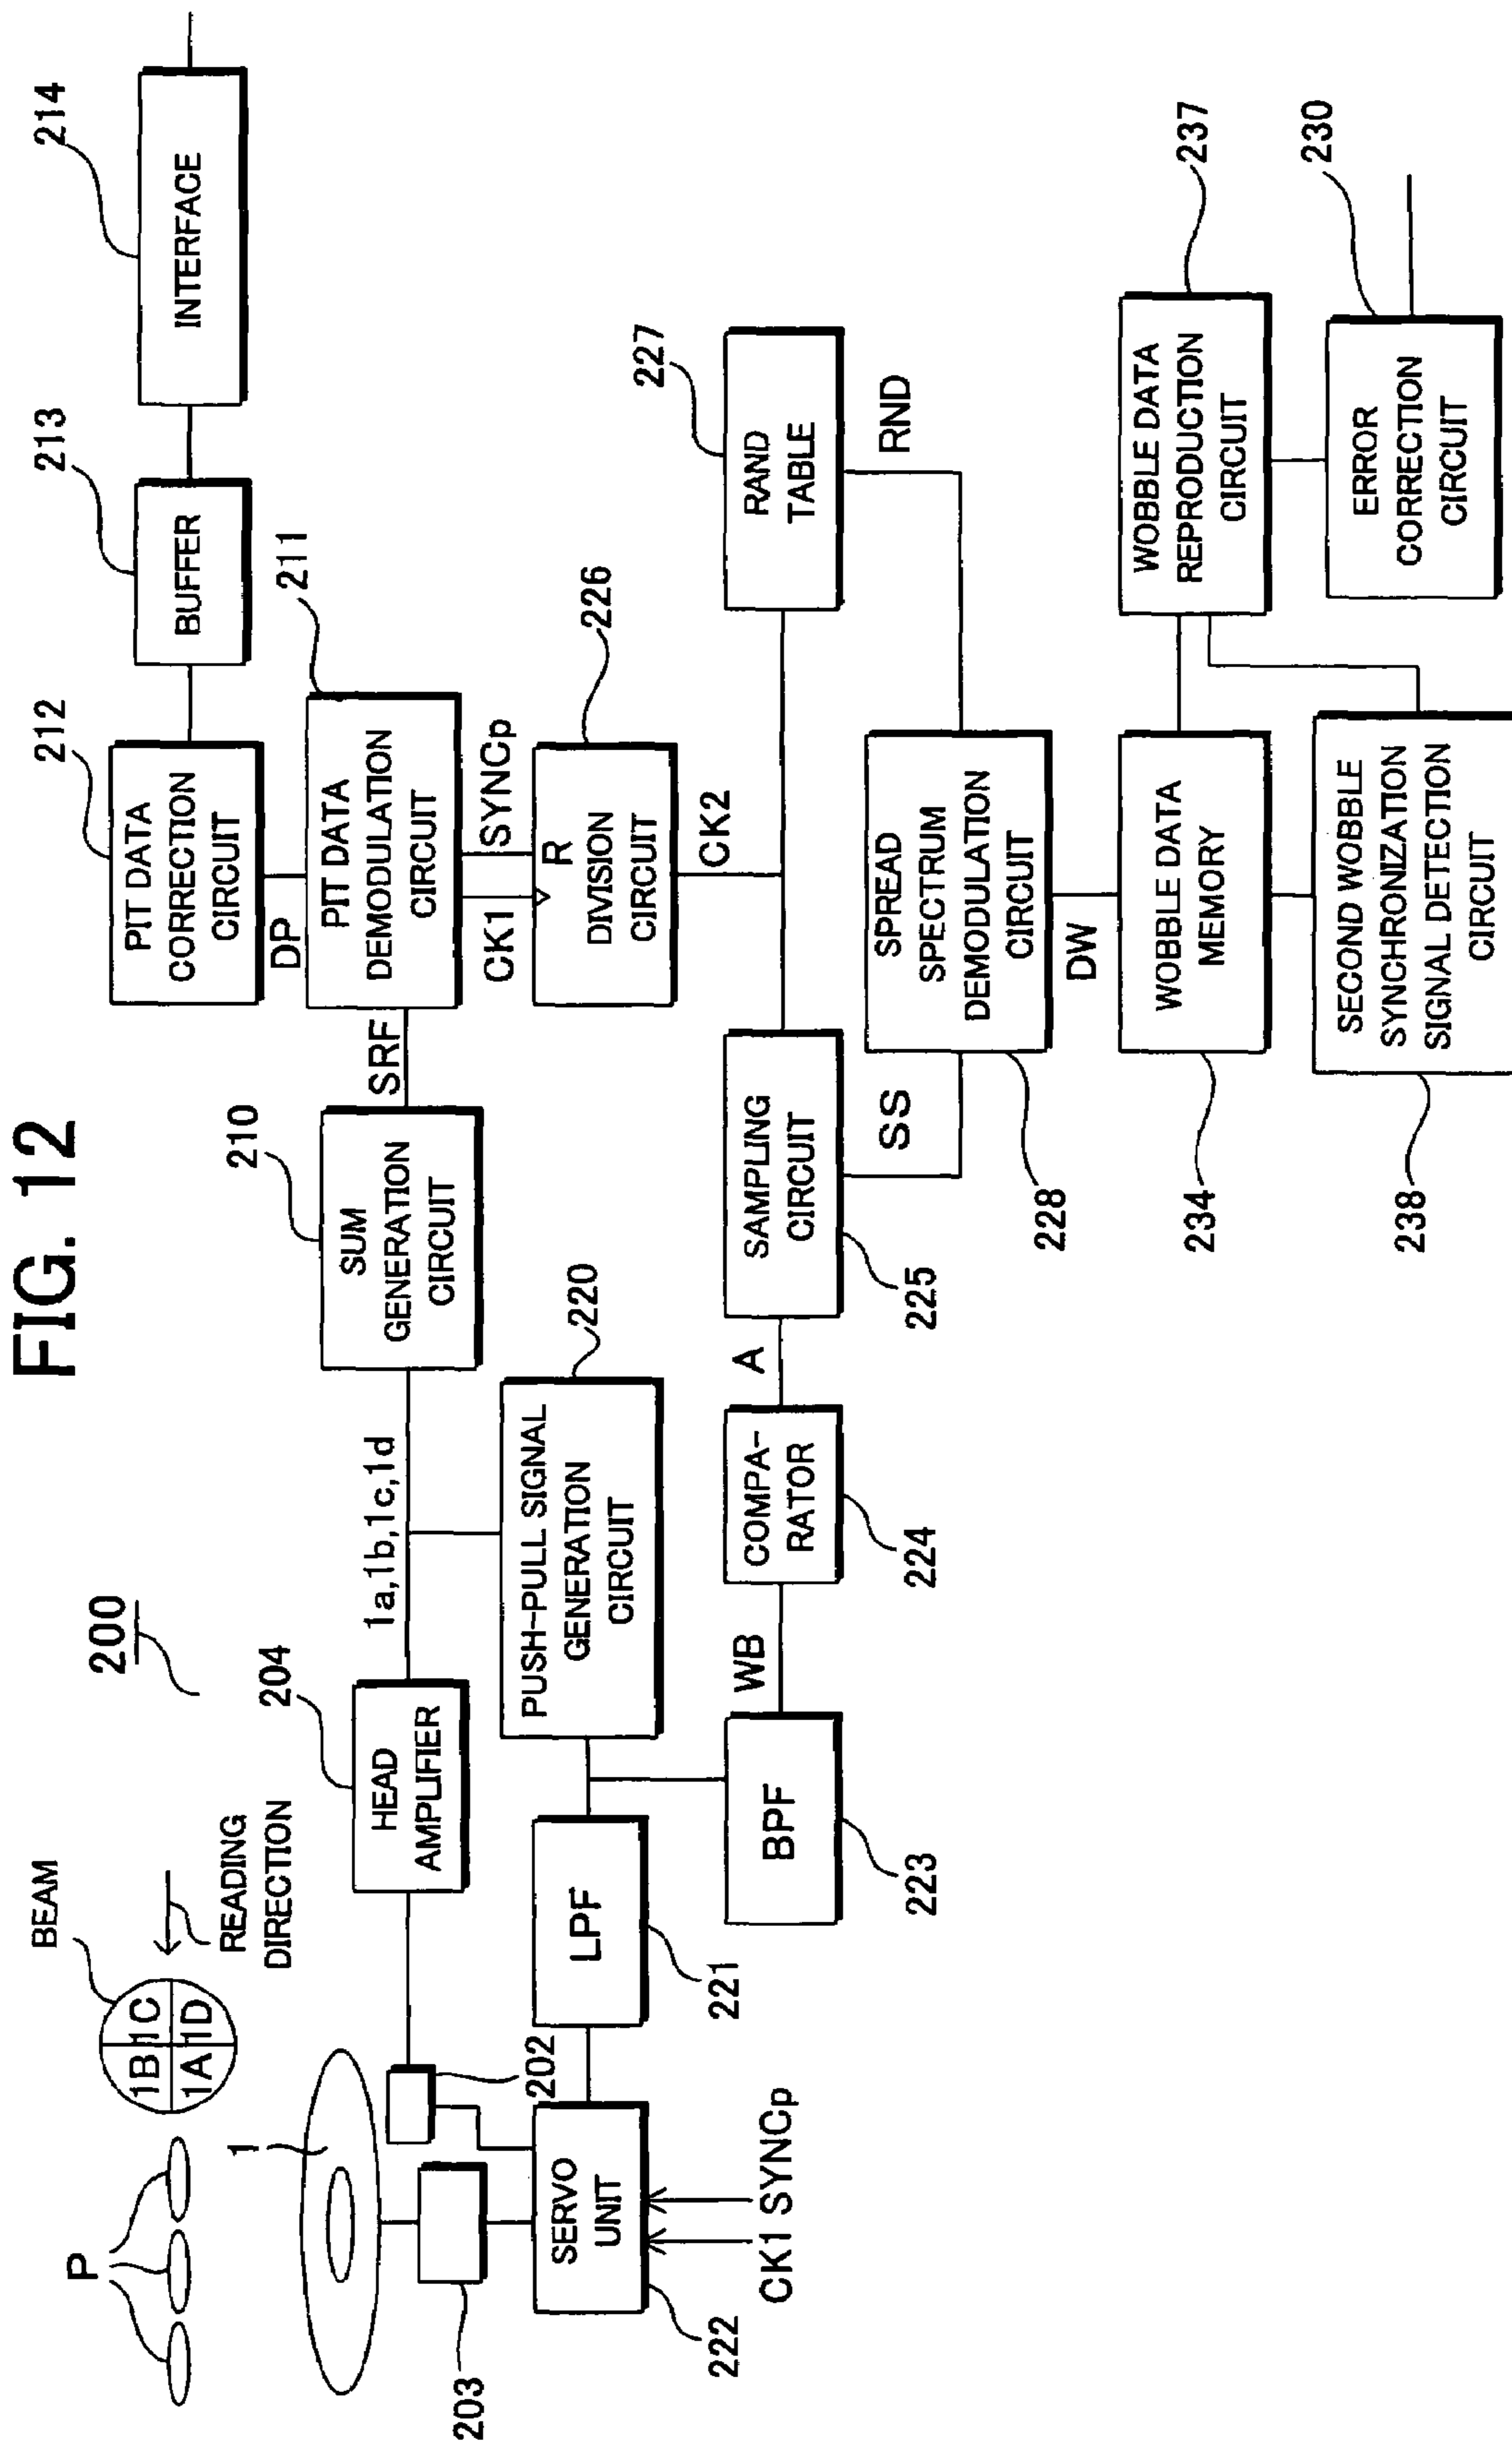 FIG. 12
200
P
BEAM
1B
1C
1A
1D
READING
DIRECTION
1
202
203
204
HEAD
AMPLIFIER
1a,1b,1c,1d
210
SUM
GENERATION
CIRCUIT
SRF
211
PIT DATA
DEMODULATION
CIRCUIT
DP
212
PIT DATA
CORRECTION
CIRCUIT
213
BUFFER
214
INTERFACE
SERVO
UNIT
222
CK1
SYNCp
LPF
221
220
PUSH-PULL SIGNAL
GENERATION
CIRCUIT
CK1
SYNCp
226
R
DIVISION
CIRCUIT
CK2
BPF
223
WB
COMPA-
RATOR
224
A
SAMPLING
CIRCUIT
225
227
RAND
TABLE
SS
RND
SPREAD
SPECTRUM
DEMODULATION
CIRCUIT
228
DW
WOBBLE DATA
MEMORY
234
237
WOBBLE DATA
REPRODUCTION
CIRCUIT
SECOND WOBBLE
SYNCHRONIZATION
SIGNAL DETECTION
CIRCUIT
238
230
ERROR
CORRECTION
CIRCUIT